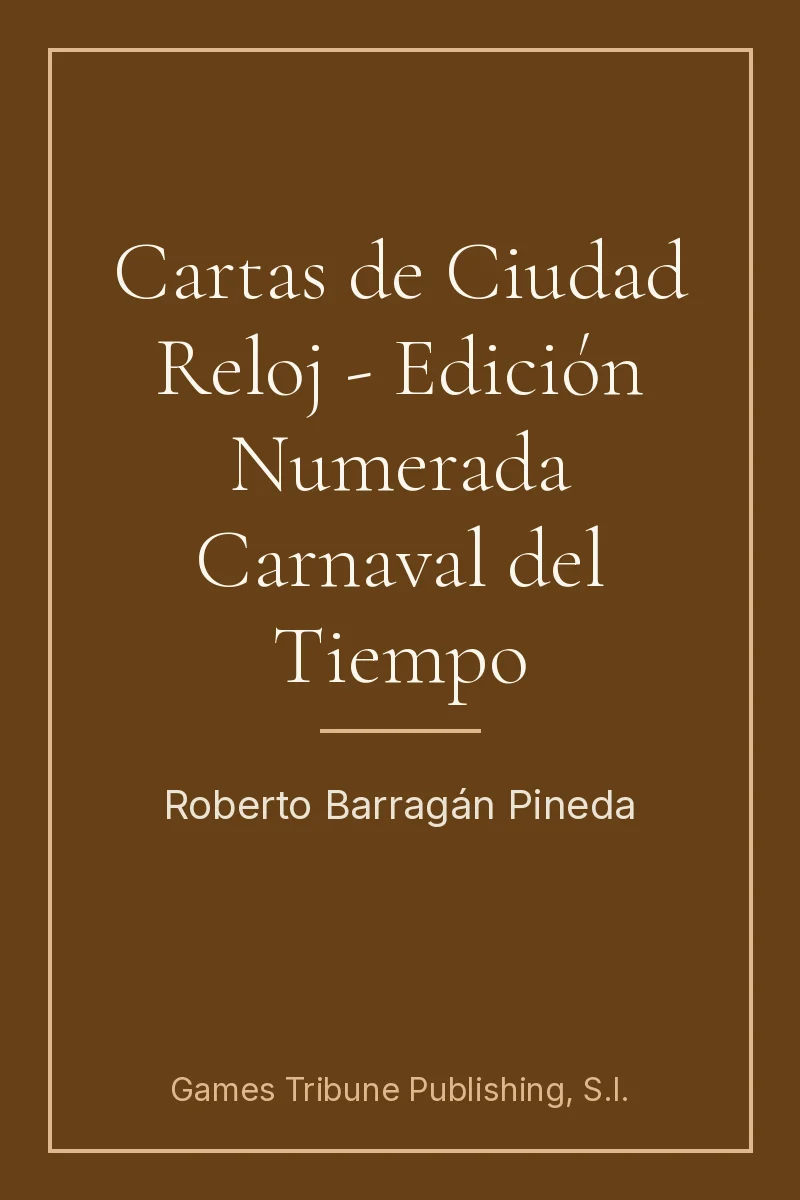 Cartas de Ciudad
Reloj - Edición
Numerada
Carnaval del
Tiempo
Roberto Barragán Pineda
Games Tribune Publishing, S.l.